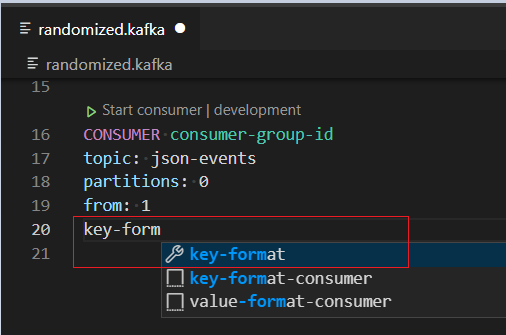 randomized.kafka
randomized.kafka
15
Start consumer | development
16 CONSUMER consumer-group-id
17 topic: json-events
18 partitions: 0
19 from: 1
20 key-form
21
key-format
key-format-consumer
value-format-consumer